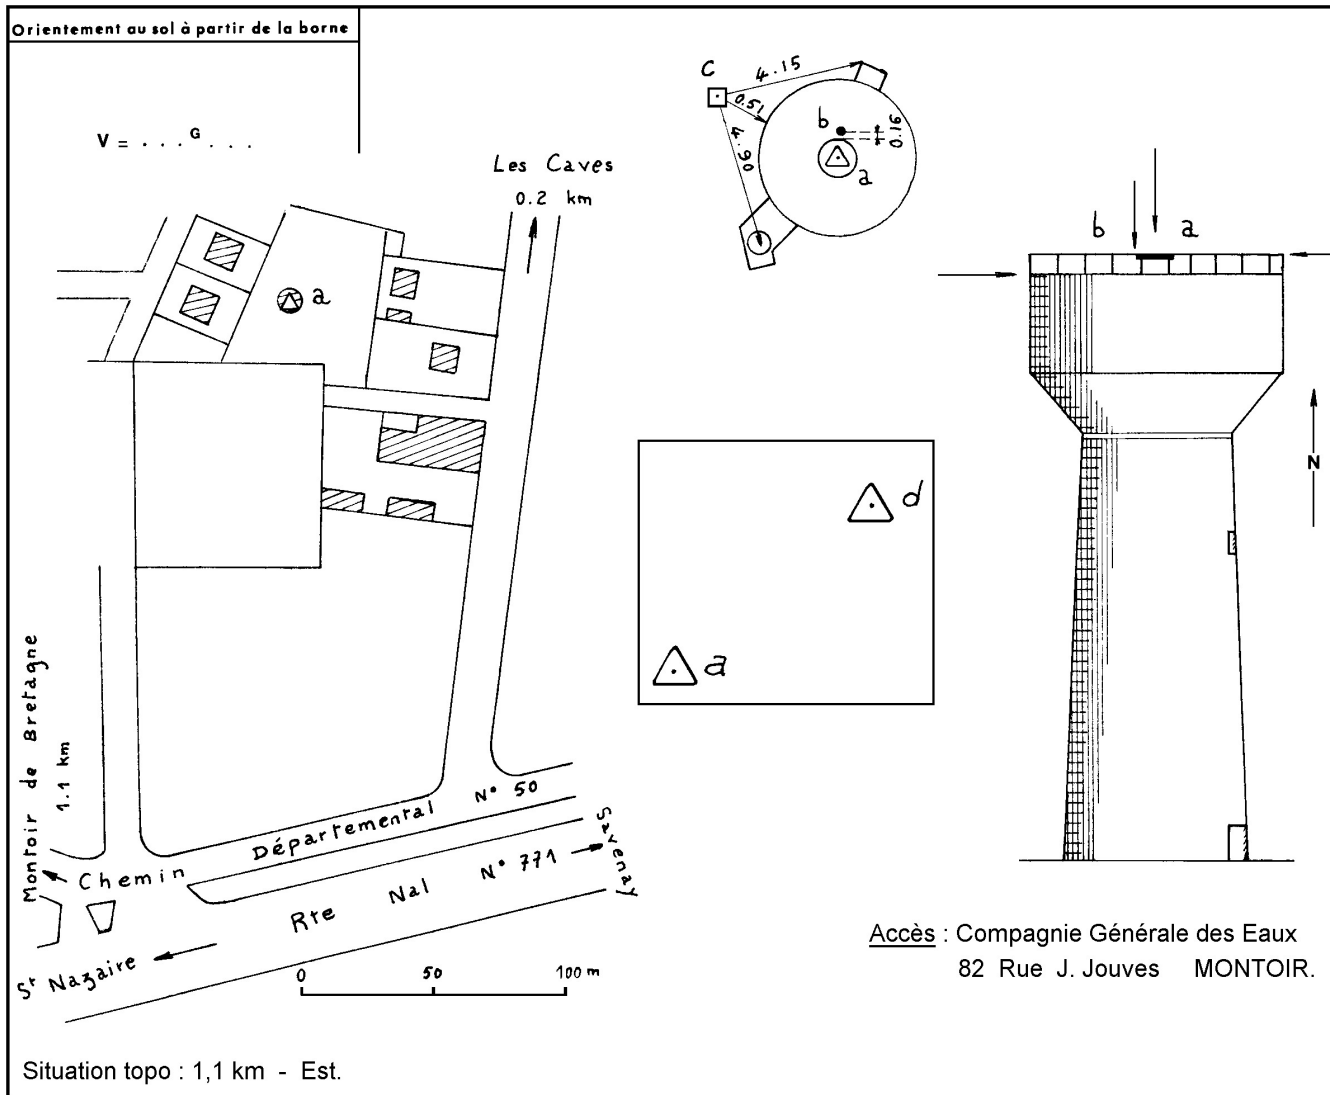 Orientement au sol à partir de la borne
V = . . . G . . .
Les Caves
0.2 km
a
C
4.15
0.51
4.90
b
0.16
a
b a
N
d
a
Montoir de Bretagne
1.1 km
Chemin Départemental N° 50
Rte Nal N° 771
Savenay
St Nazaire
0 50 100 m
Accès : Compagnie Générale des Eaux
82 Rue J. Jouves MONTOIR.
Situation topo : 1,1 km - Est.